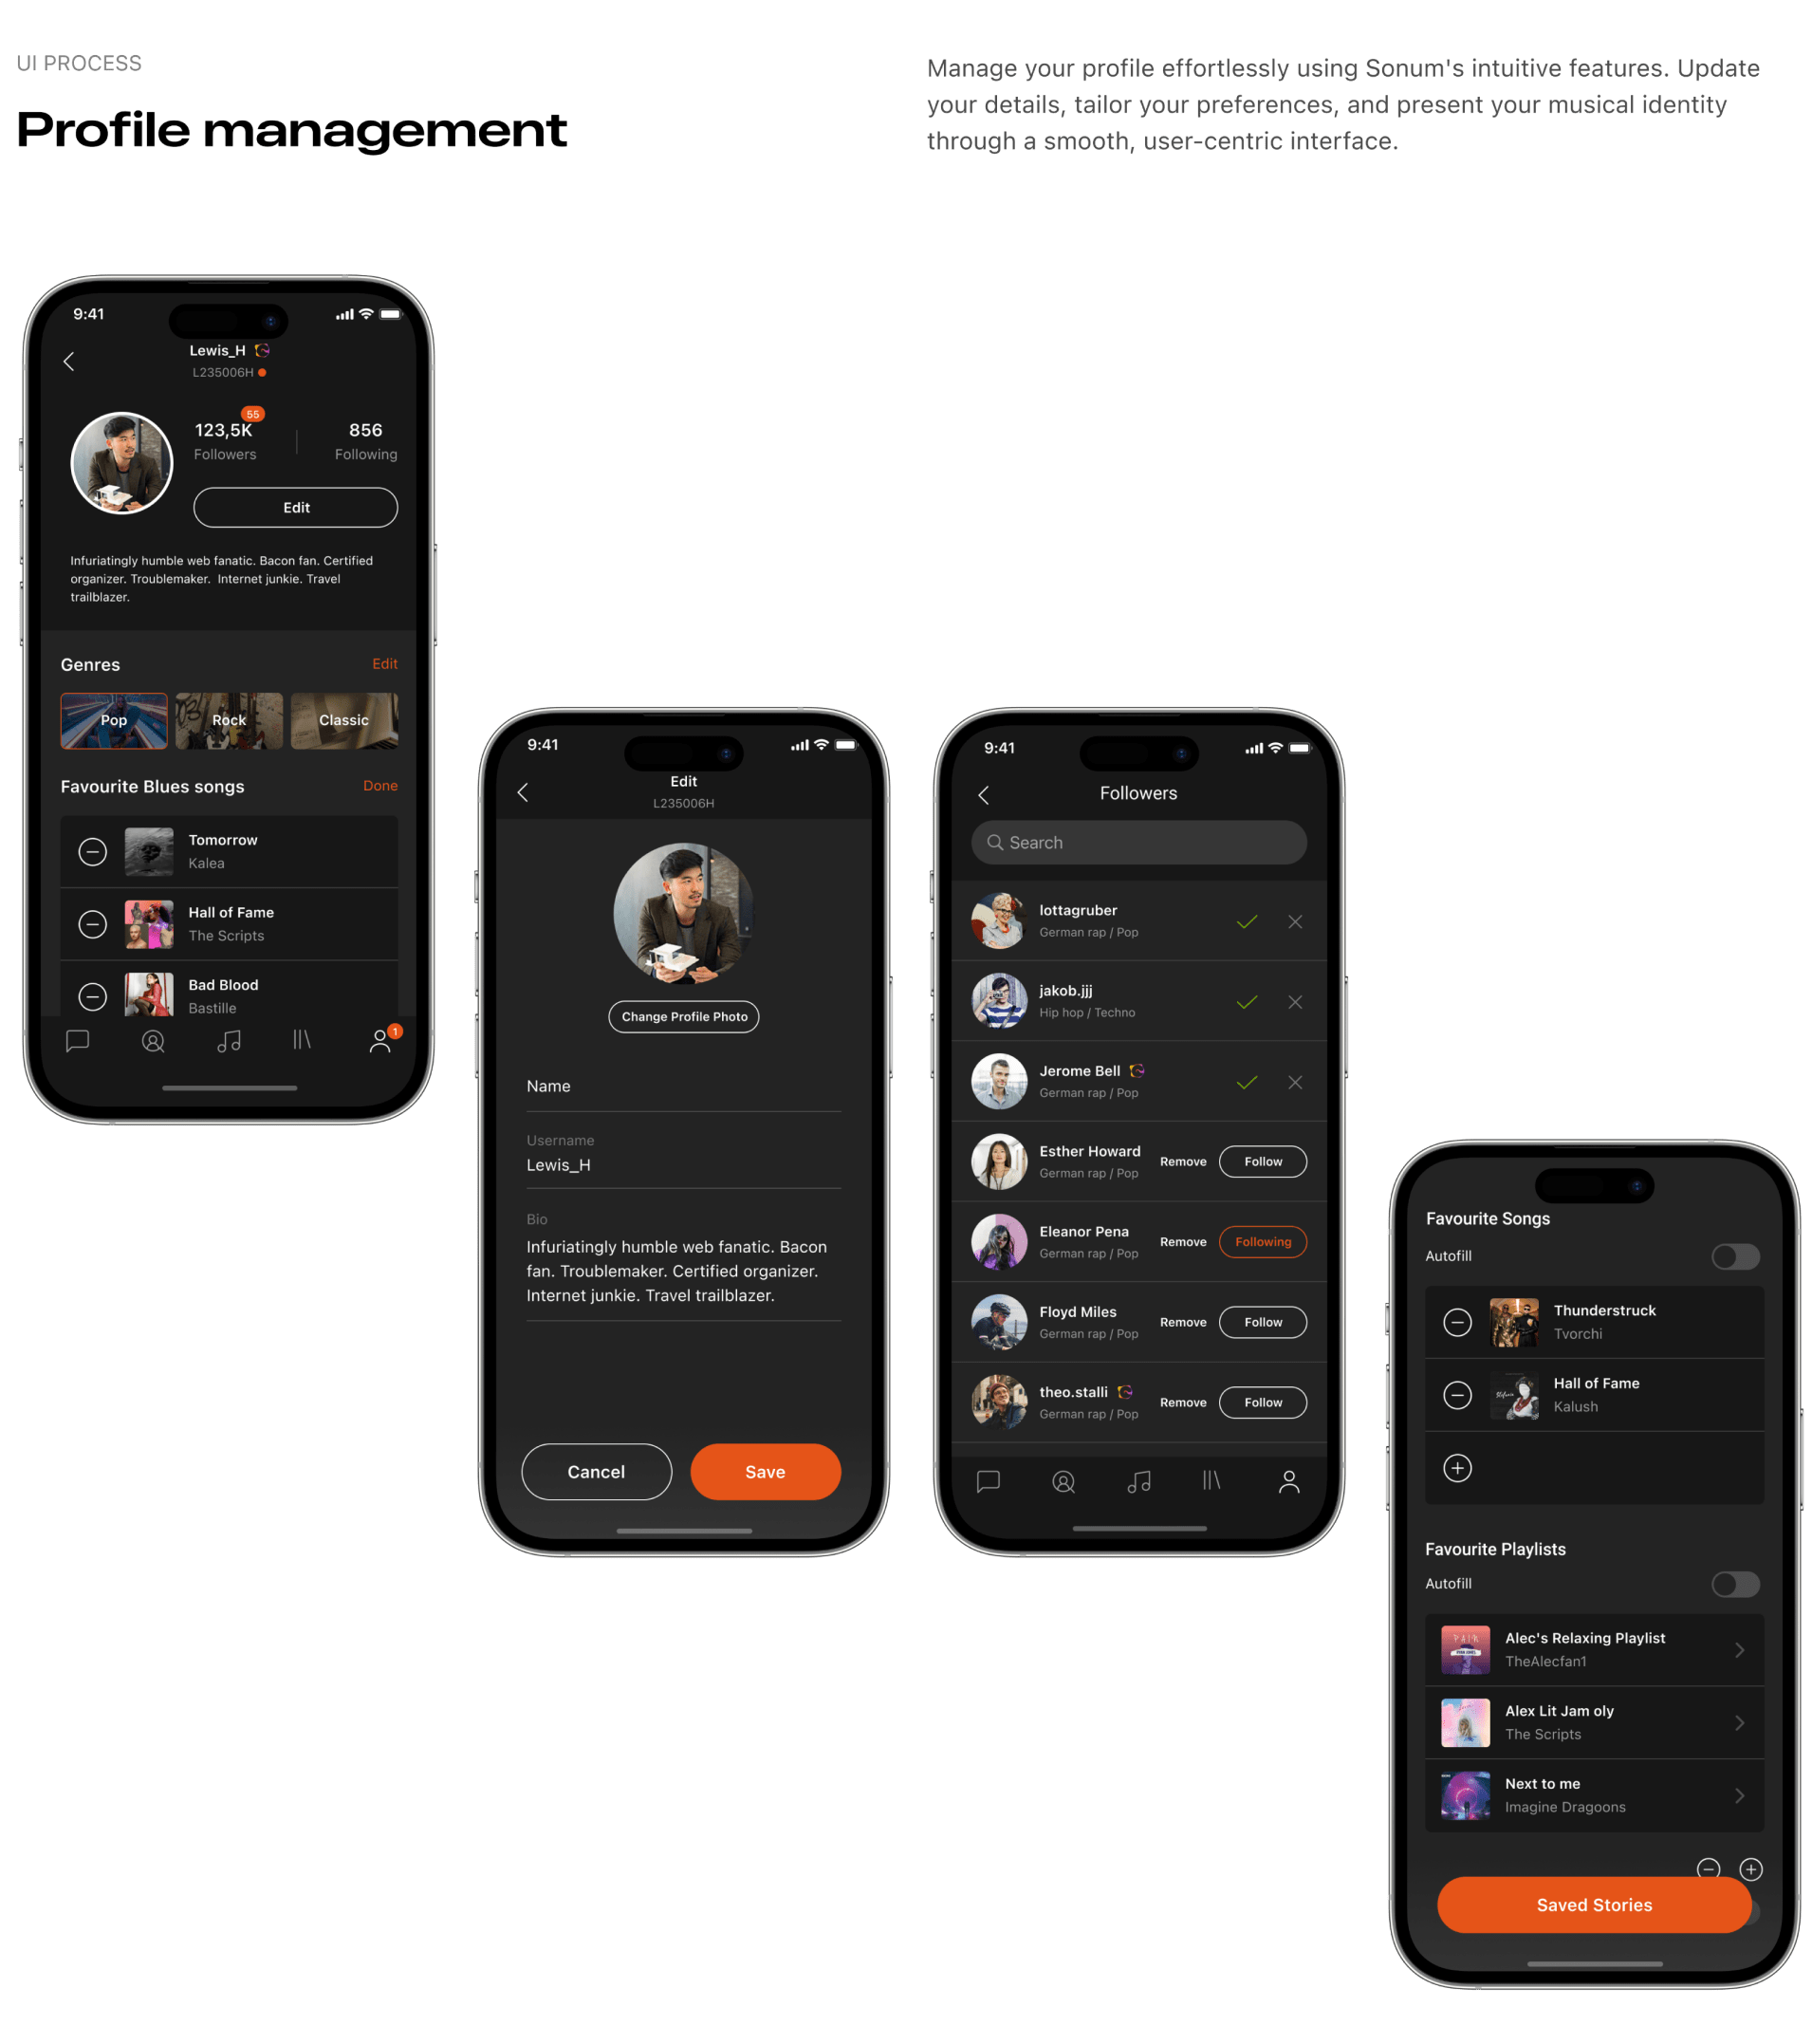 UI PROCESS
Profile management
Manage your profile effortlessly using Sonum's intuitive features. Update
your details, tailor your preferences, and present your musical identity
through a smooth, user-centric interface.
9:41
Lewis_H
L235006H
55
123,5K
Followers
856
Following
Edit
Infuriatingly humble web fanatic. Bacon fan. Certified
organizer. Troublemaker.  Internet junkie. Travel
trailblazer.
Genres
Edit
Pop
Rock
Classic
Favourite Blues songs
Done
Tomorrow
Kalea
Hall of Fame
The Scripts
Bad Blood
Bastille
1
9:41
Edit
L235006H
Change Profile Photo
Name
Username
Lewis_H
Bio
Infuriatingly humble web fanatic. Bacon
fan. Troublemaker. Certified organizer.
Internet junkie. Travel trailblazer.
Cancel
Save
9:41
Followers
Search
lottagruber
German rap / Pop
jakob.jjj
Hip hop / Techno
Jerome Bell
German rap / Pop
Esther Howard
German rap / Pop
Remove
Follow
Eleanor Pena
German rap / Pop
Remove
Following
Floyd Miles
German rap / Pop
Remove
Follow
theo.stalli
German rap / Pop
Remove
Follow
Favourite Songs
Autofill
Thunderstruck
Tvorchi
Hall of Fame
Kalush
Favourite Playlists
Autofill
PAIN
Alec's Relaxing Playlist
TheAlecfan1
Alex Lit Jam oly
The Scripts
Next to me
Imagine Dragoons
Saved Stories